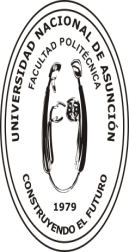 UNIVERSIDAD NACIONAL DE ASUNCIÓN
FACULTAD POLITÉCNICA
1979
CONSTRUYENDO EL FUTURO